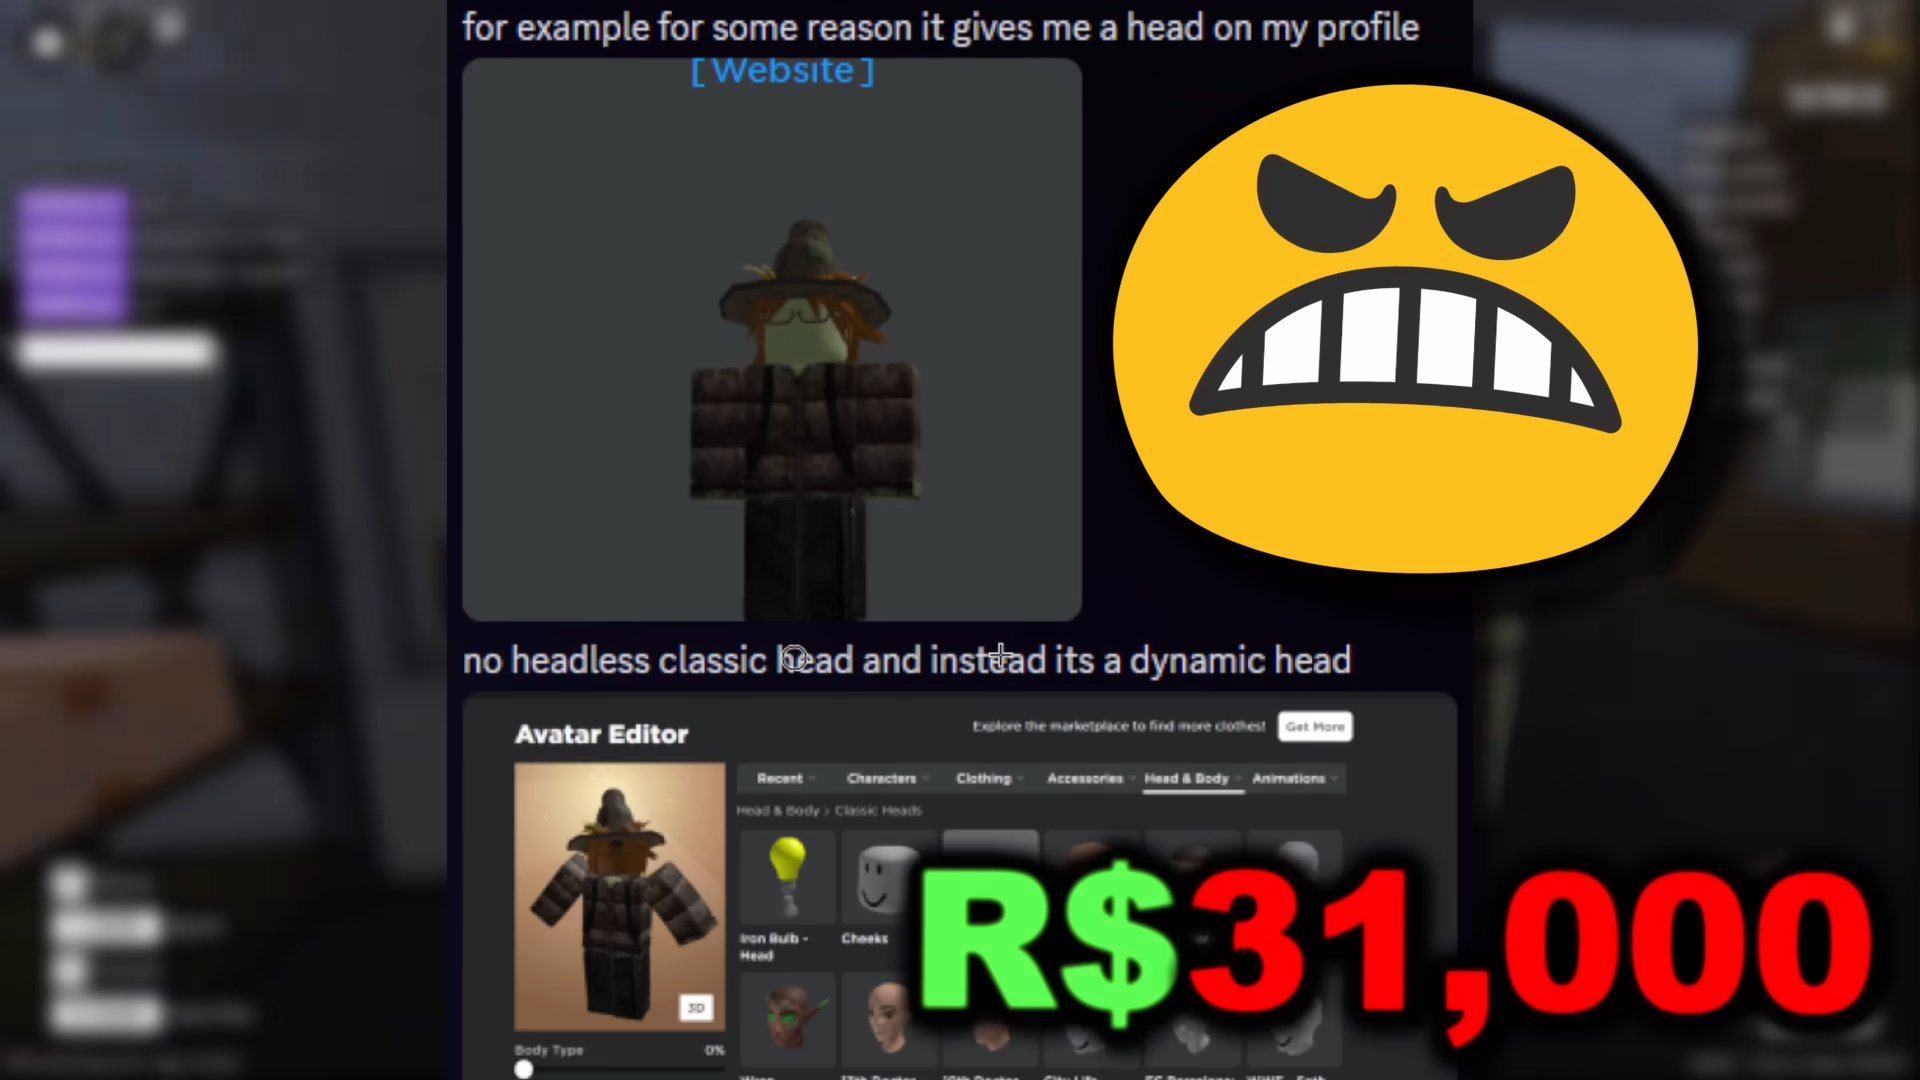 for example for some reason it gives me a head on my profile
[Website]
no headless classic head and instead its a dynamic head
Avatar Editor
Explore the marketplace to find more clothes!
Get More
Recent
Characters
Clothing
Accessories
Head & Body
Animations
Head & Body > Classic Heads
Iron Bulb -
Head
Cheeks
R$31,000
3D
Body Type
0%